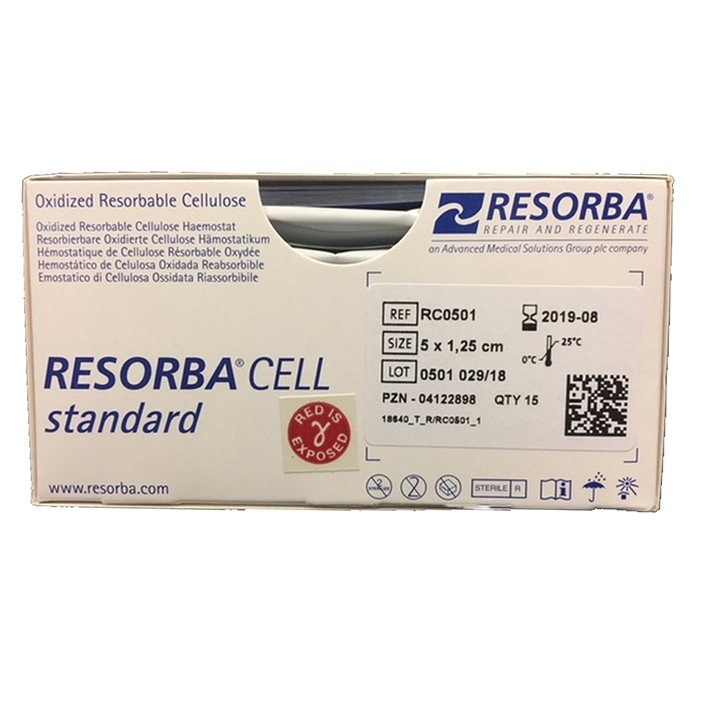 Oxidized Resorbable Cellulose
Oxidized Resorbable Cellulose Haemostat
Resorbierbare Oxidierte Cellulose Hämostatikum
Hémostatique de Cellulose Résorbable Oxydée
Hemostático de Celulosa Oxidada Reabsorbible
Emostatico di Cellulosa Ossidata Riassorbibile
RESORBA®
REPAIR AND REGENERATE
an Advanced Medical Solutions Group plc company
RESORBA® CELL
standard
RED IS
γ
EXPOSED
REF RC0501
2019-08
SIZE 5 x 1,25 cm
0°C 25°C
LOT 0501 029/18
PZN - 04122898 QTY 15
18640_T_R/RC0501_1
www.resorba.com
2
STERILE R
i